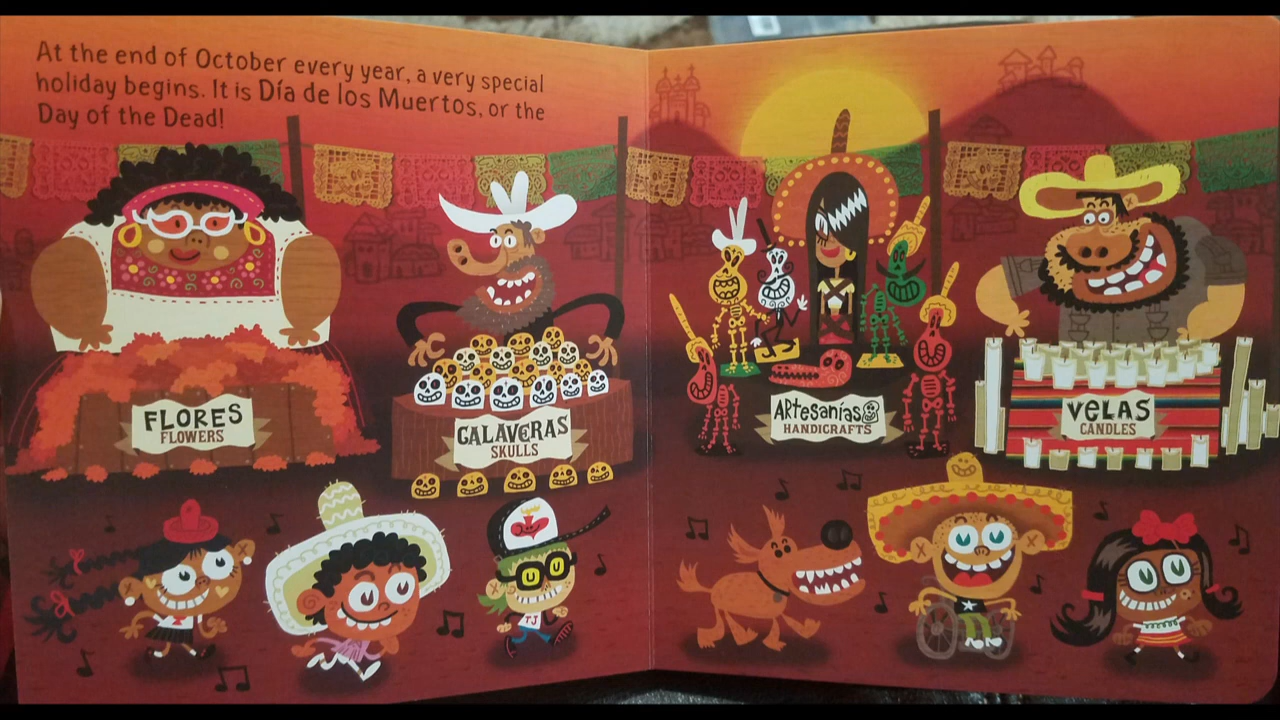 At the end of October every year, a very special
holiday begins. It is Día de los Muertos, or the
Day of the Dead!
FLORES
FLOWERS
CALAVERAS
SKULLS
Artesanías
HANDICRAFTS
VELAS
CANDLES
TJ